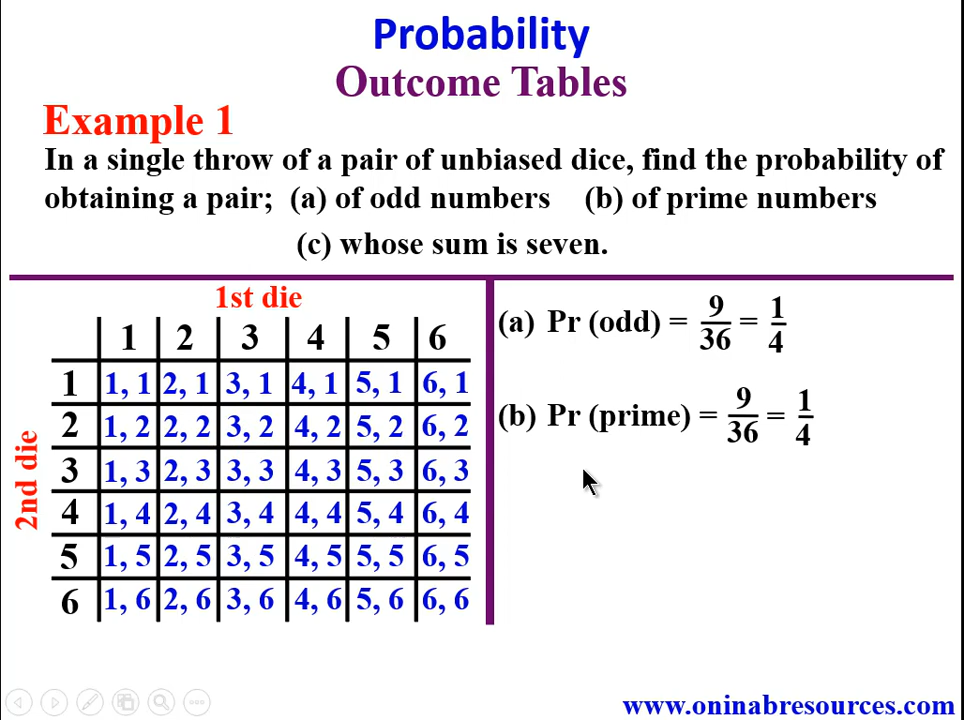 Probability
Outcome Tables
Example 1
In a single throw of a pair of unbiased dice, find the probability of
obtaining a pair; (a) of odd numbers (b) of prime numbers
(c) whose sum is seven.
1st die
2nd die
1 2 3 4 5 6
1 1, 1 2, 1 3, 1 4, 1 5, 1 6, 1
2 1, 2 2, 2 3, 2 4, 2 5, 2 6, 2
3 1, 3 2, 3 3, 3 4, 3 5, 3 6, 3
4 1, 4 2, 4 3, 4 4, 4 5, 4 6, 4
5 1, 5 2, 5 3, 5 4, 5 5, 5 6, 5
6 1, 6 2, 6 3, 6 4, 6 5, 6 6, 6
(a) Pr (odd) = 9/36 = 1/4
(b) Pr (prime) = 9/36 = 1/4
www.oninabresources.com